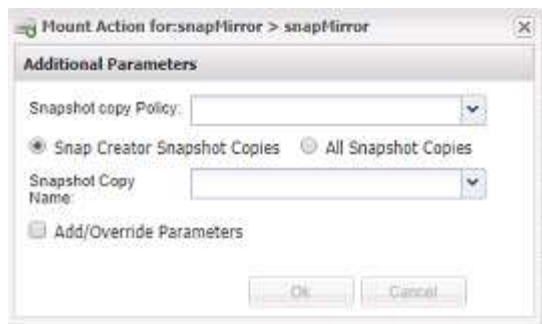 Mount Action for:snapMirror > snapMirror
Additional Parameters
Snapshot copy Policy:
Snap Creator Snapshot Copies All Snapshot Copies
Snapshot Copy
Name:
Add/Override Parameters
Ok Cancel